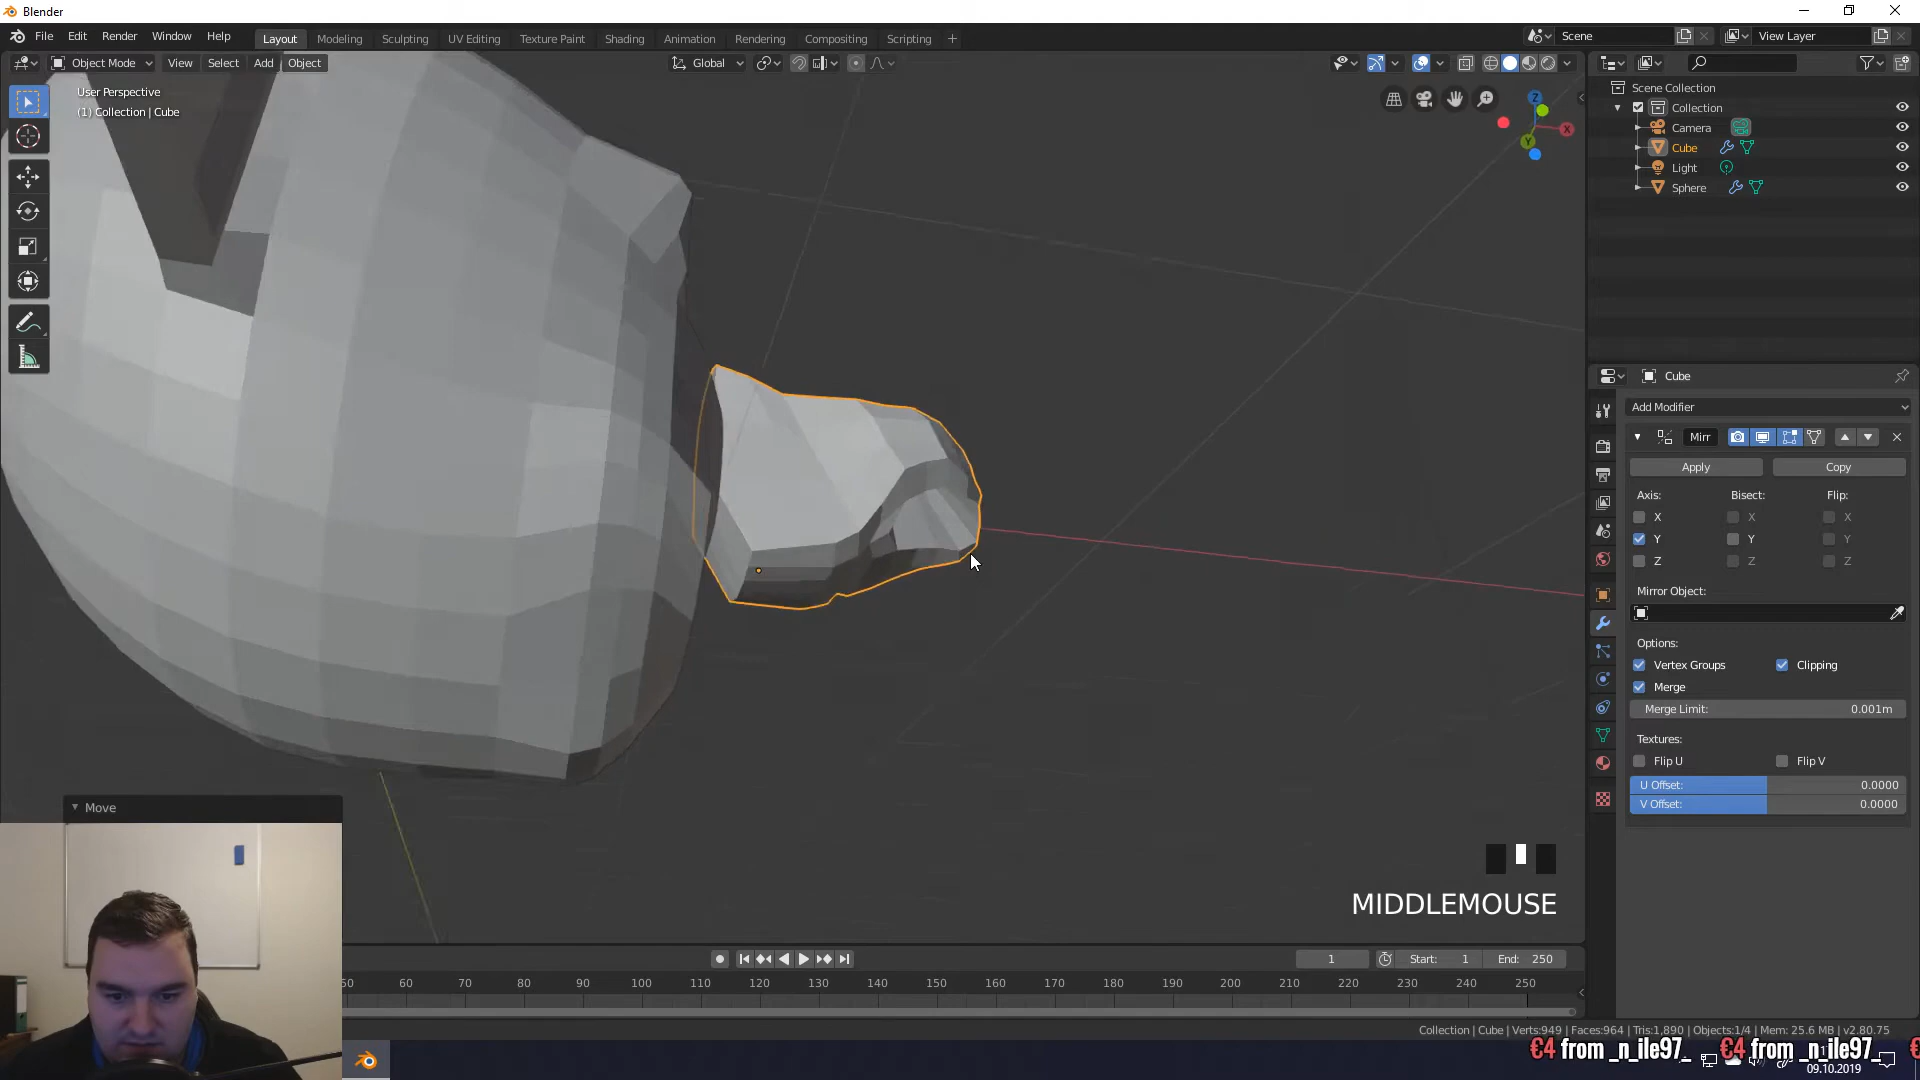 Blender
File Edit Render Window Help
Layout Modeling Sculpting UV Editing Texture Paint Shading Animation Rendering Compositing Scripting
Scene
View Layer
Object Mode View Select Add Object
Global
User Perspective
(1) Collection | Cube
Z
X
Y
Scene Collection
Collection
Camera
Cube
Light
Sphere
Cube
Add Modifier
Mirr
Apply Copy
Axis: Bisect: Flip:
X X X
Y Y Y
Z Z Z
Mirror Object:
Options:
Vertex Groups Clipping
Merge
Merge Limit: 0.001m
Textures:
Flip U Flip V
U Offset: 0.0000
V Offset: 0.0000
Move
MIDDLEMOUSE
1 Start: 1 End: 250
50 60 70 80 90 100 110 120 130 140 150 160 170 180 190 200 210 220 230 240 250
Collection | Cube | Verts:949 | Faces:964 | Tris:1,890 | Objects:1/4 | Mem: 25.6 MB | v2.80.75
€4 from _n_ile97_ €4 from _n_ile97_
09.10.2019